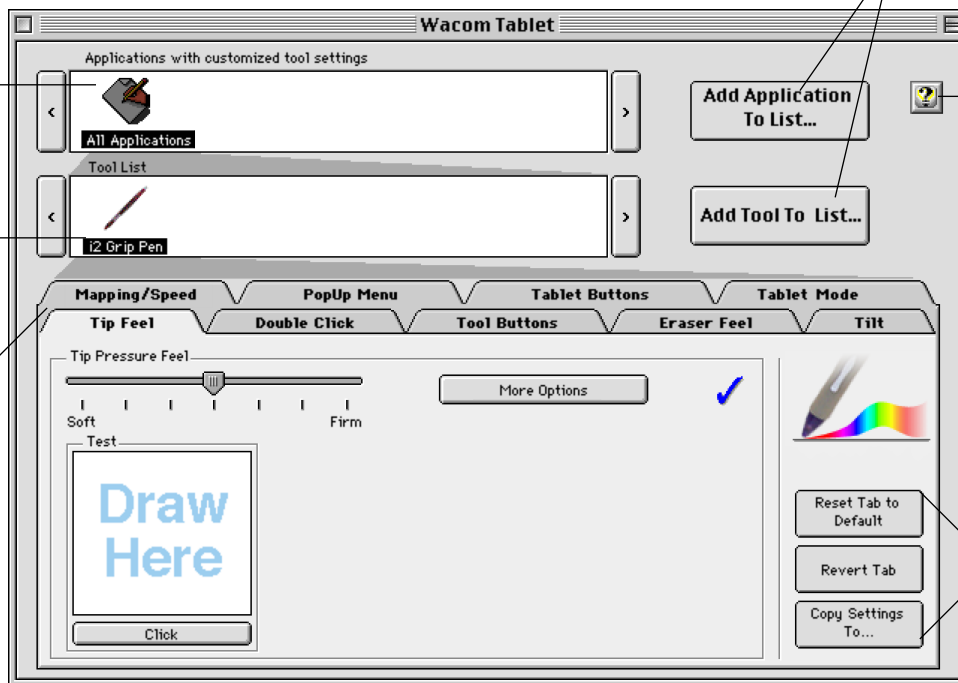 Wacom Tablet
Applications with customized tool settings
<
All Applications
>
Add Application
To List...
?
Tool List
<
i2 Grip Pen
>
Add Tool To List...
Mapping/Speed
PopUp Menu
Tablet Buttons
Tablet Mode
Tip Feel
Double Click
Tool Buttons
Eraser Feel
Tilt
Tip Pressure Feel
More Options
Soft
Firm
Test
Draw
Here
Click
Reset Tab to
Default
Revert Tab
Copy Settings
To...